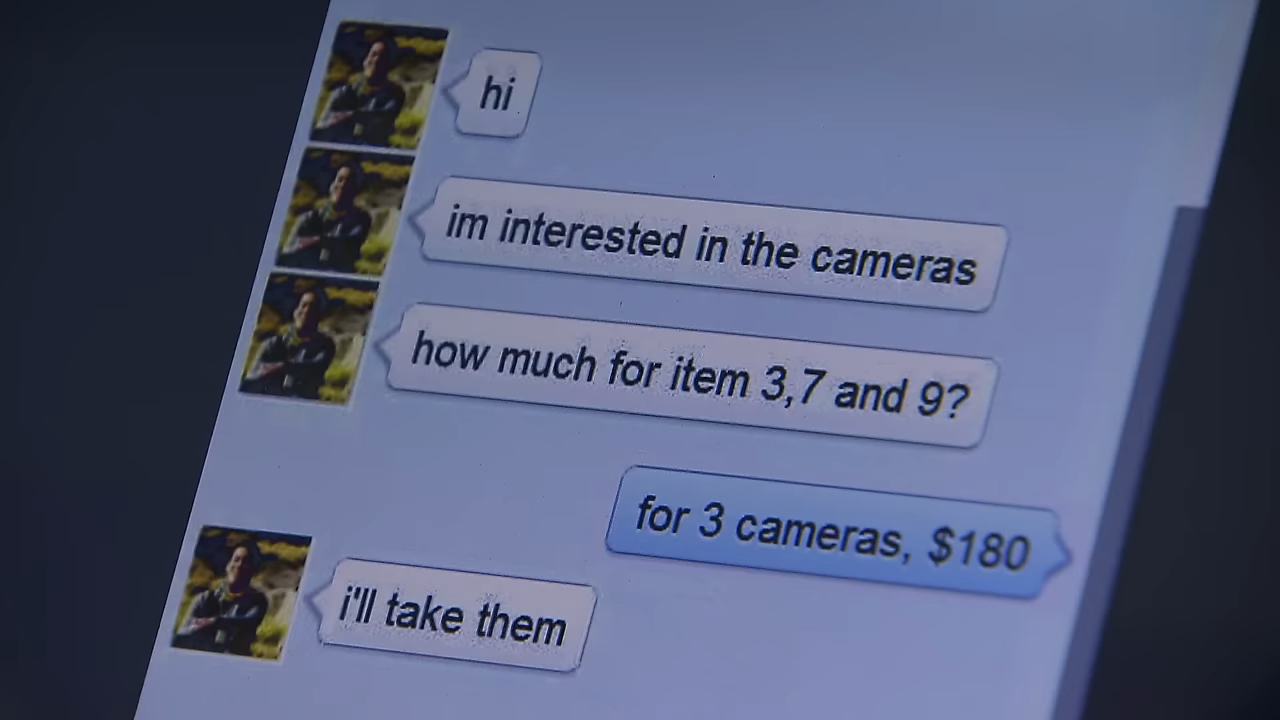 hi
im interested in the cameras
how much for item 3,7 and 9?
for 3 cameras, $180
i'll take them